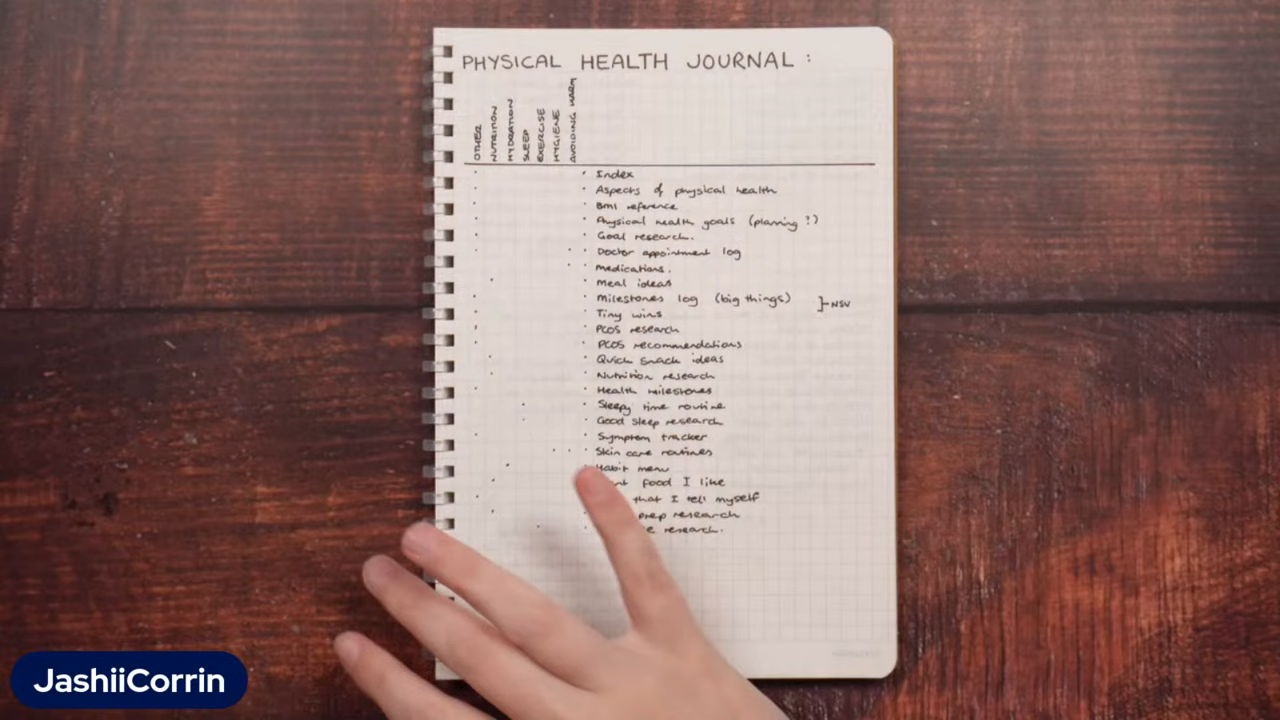 PHYSICAL HEALTH JOURNAL :
OTHER
NUTRITION
HYDRATION
SLEEP
EXERCISE
HYGIENE
AVOIDING HARM
Index
Aspects of physical health
BMI reference
Physical health goals (planning ?)
Goal research.
Doctor appointment log
medications.
Meal ideas
Milestones log (big things)
NSV
Tiny wins
PCOS research
PCOS recommendations
Quick snack ideas
Nutrition research
Health milestones
Sleepy time routine
Good sleep research
Symptom tracker
Skin care routines
Habit menu
food I like
that I tell myself
prep research
research.
JashiiCorrin